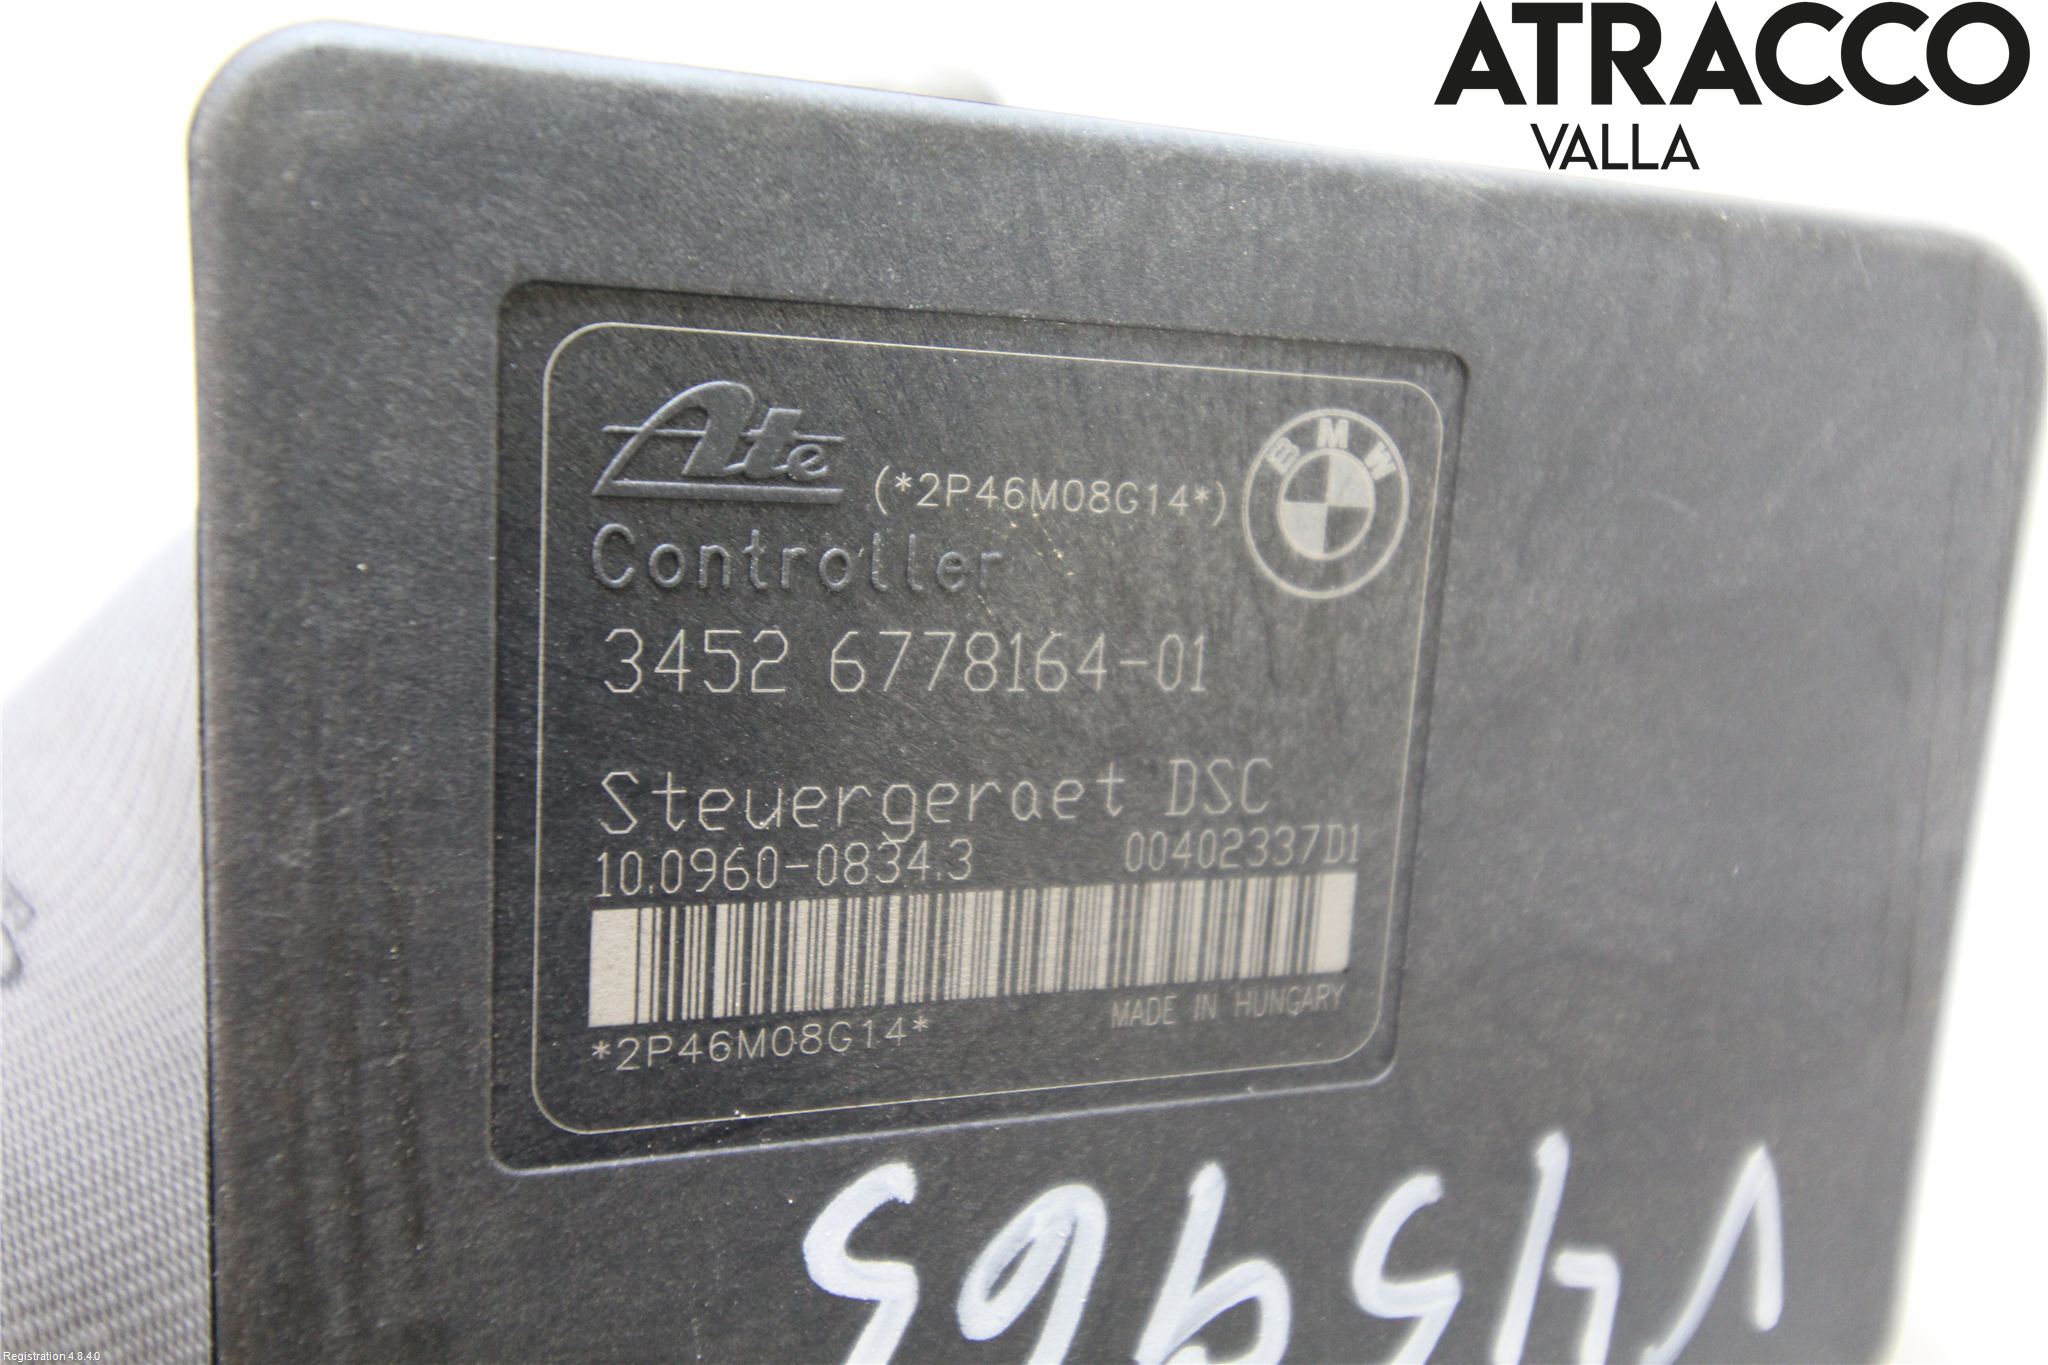 ATRACCO
VALLA
Ate (*2P46M08G14*) BMW
Controller
3452 6778164-01
Steuergeraet DSC
10.0960-0834.3 00402337D1
MADE IN HUNGARY
*2P46M08G14*
Registration 4.8.4.0